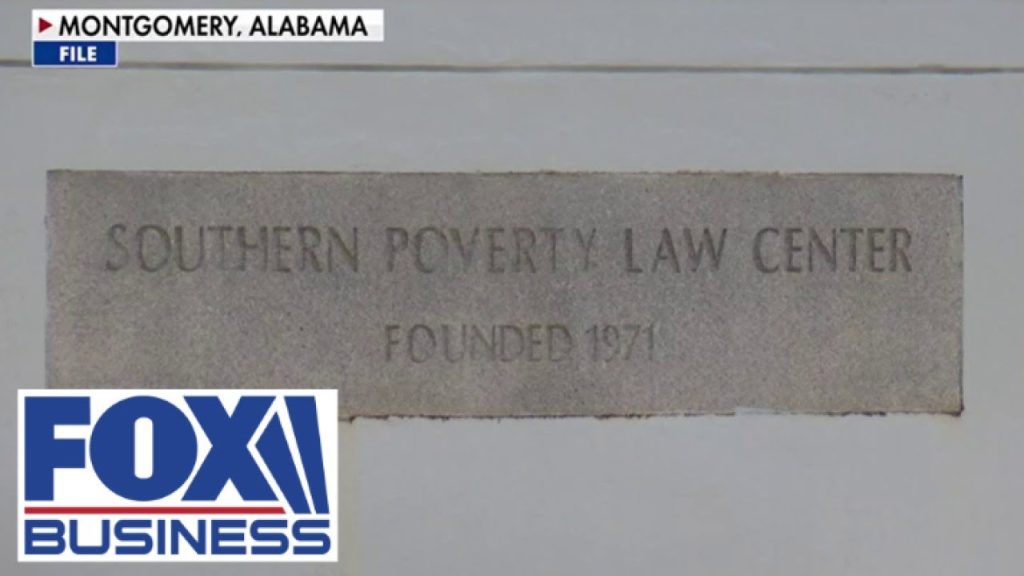 MONTGOMERY, ALABAMA
FILE
SOUTHERN POVERTY LAW CENTER
FOUNDED 1971
FOX
BUSINESS